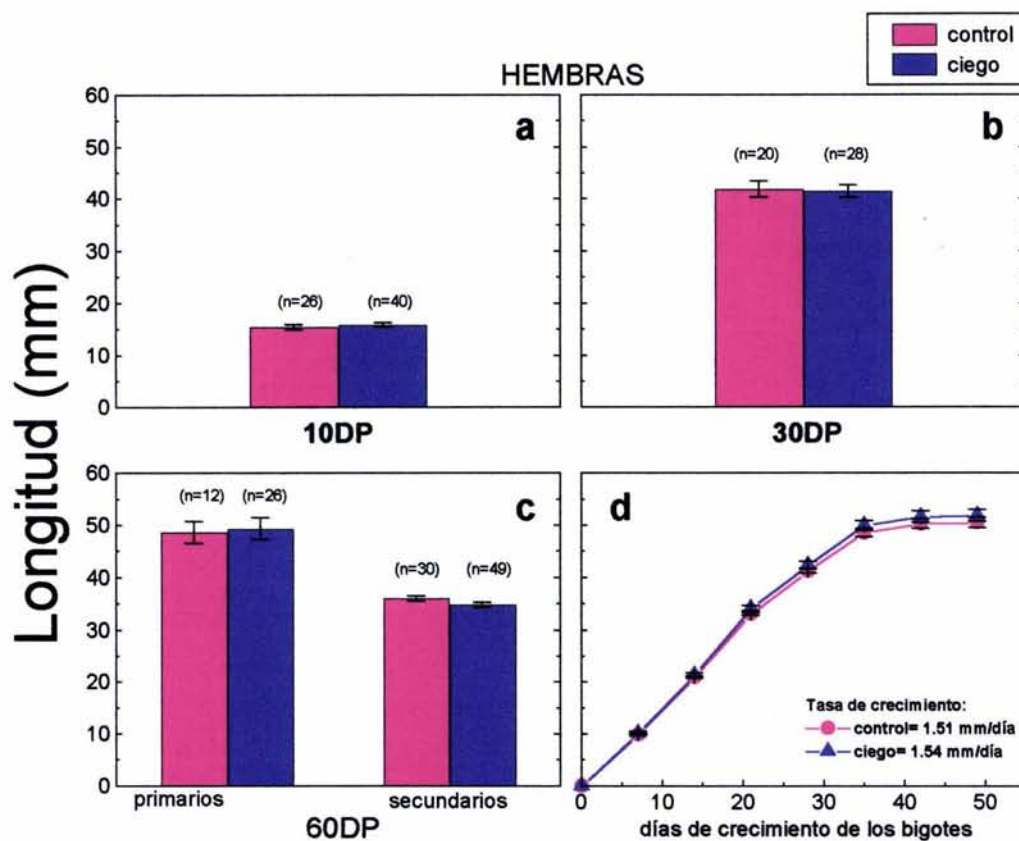 control
ciego
HEMBRAS
Longitud (mm)
60
50
40
30
20
10
0
a
(n=26)
(n=40)
10DP
b
(n=20)
(n=28)
30DP
60
50
40
30
20
10
0
c
(n=12)
(n=26)
(n=30)
(n=49)
primarios
secundarios
60DP
d
Tasa de crecimiento:
control= 1.51 mm/día
ciego= 1.54 mm/día
0 10 20 30 40 50
días de crecimiento de los bigotes